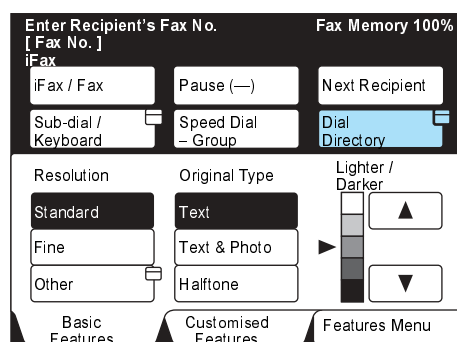 Enter Recipient's Fax No. Fax Memory 100%
[ Fax No. ]
iFax
iFax / Fax Pause (—) Next Recipient
Sub-dial / Speed Dial Dial
Keyboard – Group Directory
Resolution Original Type Lighter /
Darker
Standard Text
Fine Text & Photo
Other Halftone
Basic Customised Features Menu
Features Features